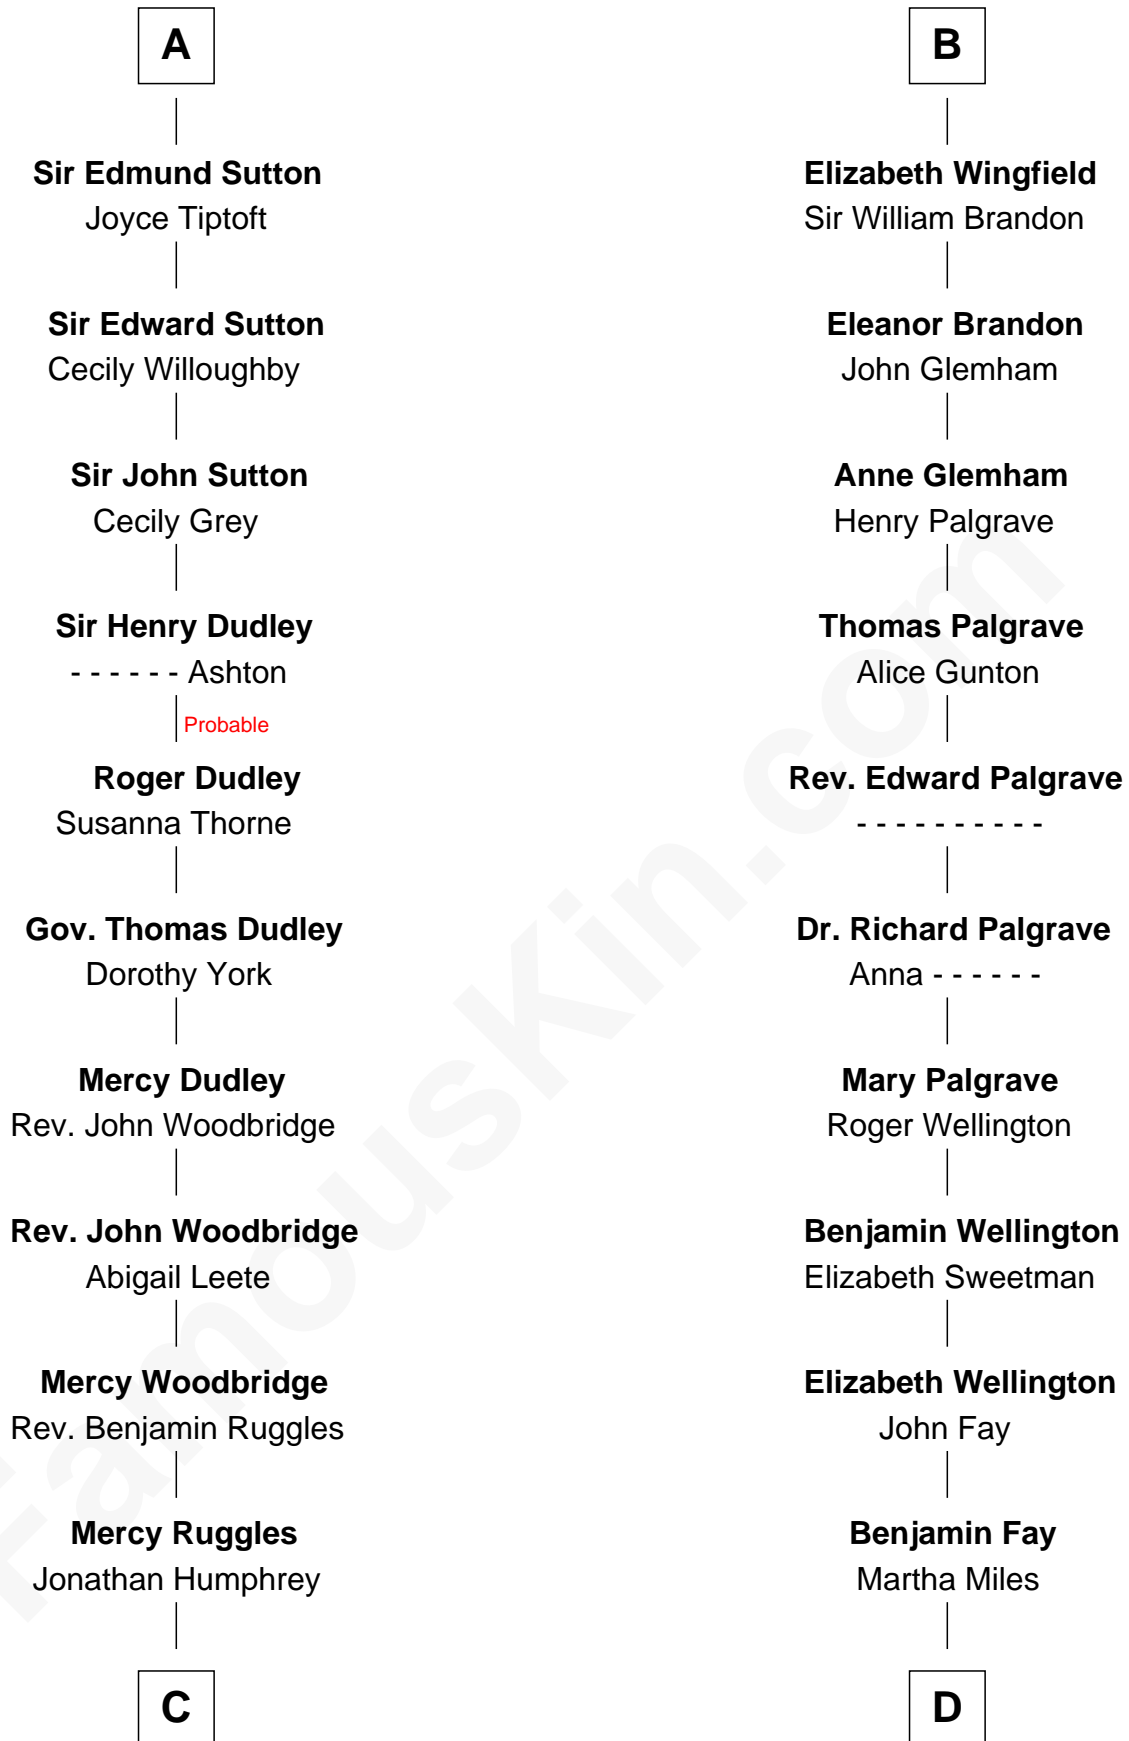 A
Sir Edmund Sutton
Joyce Tiptoft
Sir Edward Sutton
Cecily Willoughby
Sir John Sutton
Cecily Grey
Sir Henry Dudley
- - - - - - Ashton
Probable
Roger Dudley
Susanna Thorne
Gov. Thomas Dudley
Dorothy York
Mercy Dudley
Rev. John Woodbridge
Rev. John Woodbridge
Abigail Leete
Mercy Woodbridge
Rev. Benjamin Ruggles
Mercy Ruggles
Jonathan Humphrey
C
B
Elizabeth Wingfield
Sir William Brandon
Eleanor Brandon
John Glemham
Anne Glemham
Henry Palgrave
Thomas Palgrave
Alice Gunton
Rev. Edward Palgrave
- - - - - - - - - -
Dr. Richard Palgrave
Anna - - - - - -
Mary Palgrave
Roger Wellington
Benjamin Wellington
Elizabeth Sweetman
Elizabeth Wellington
John Fay
Benjamin Fay
Martha Miles
D
FamousKin.com